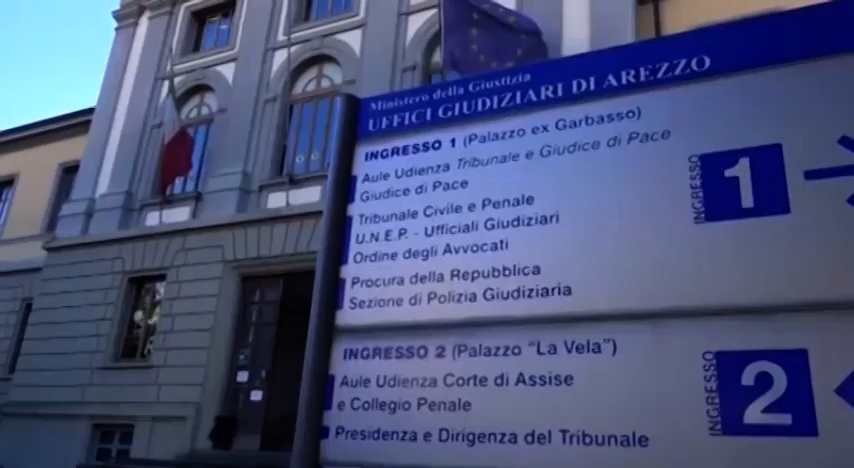 Ministero della Giustizia
UFFICI GIUDIZIARI DI AREZZO
INGRESSO 1 (Palazzo ex Garbasso)
Aule Udienza Tribunale e Giudice di Pace
Giudice di Pace
Tribunale Civile e Penale
U.N.E.P. - Ufficiali Giudiziari
Ordine degli Avvocati
Procura della Repubblica
Sezione di Polizia Giudiziaria
INGRESSO 1
INGRESSO 2 (Palazzo "La Vela")
Aule Udienza Corte di Assise
e Collegio Penale
Presidenza e Dirigenza del Tribunale
INGRESSO 2